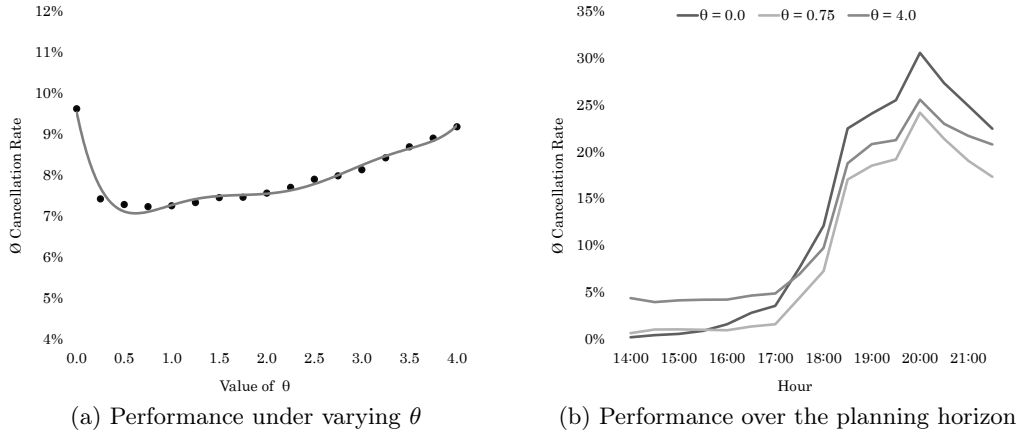 12%
11%
10%
9%
8%
7%
6%
5%
4%
Ø Cancellation Rate
0.0 0.5 1.0 1.5 2.0 2.5 3.0 3.5 4.0
Value of θ
(a) Performance under varying θ
θ = 0.0 θ = 0.75 θ = 4.0
35%
30%
25%
20%
15%
10%
5%
0%
Ø Cancellation Rate
14:00 15:00 16:00 17:00 18:00 19:00 20:00 21:00
Hour
(b) Performance over the planning horizon